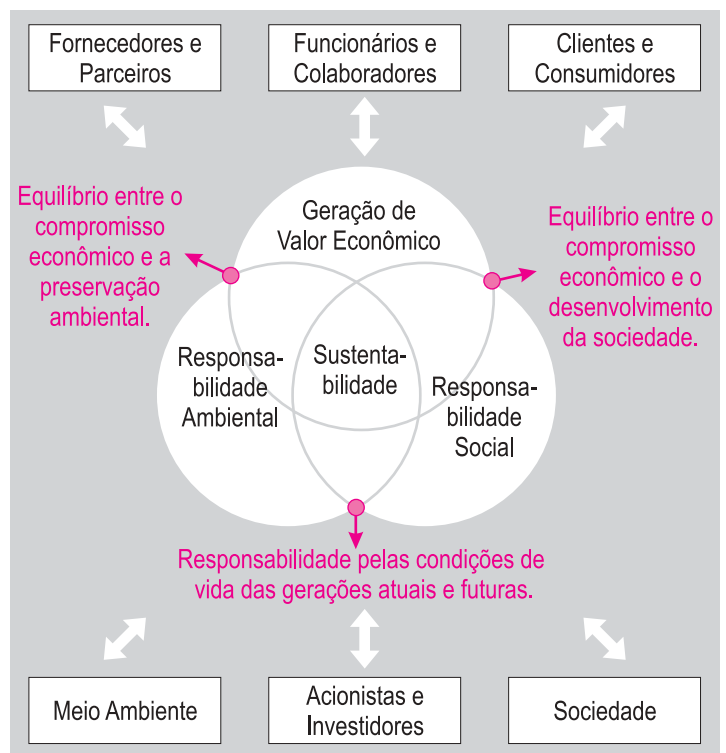 Fornecedores e
Parceiros
Funcionários e
Colaboradores
Clientes e
Consumidores
Equilíbrio entre o
compromisso
econômico e a
preservação
ambiental.
Geração de
Valor Econômico
Equilíbrio entre o
compromisso
econômico e o
desenvolvimento
da sociedade.
Responsa-
bilidade
Ambiental
Sustenta-
bilidade
Responsa-
bilidade
Social
Responsabilidade pelas condições de
vida das gerações atuais e futuras.
Meio Ambiente
Acionistas e
Investidores
Sociedade